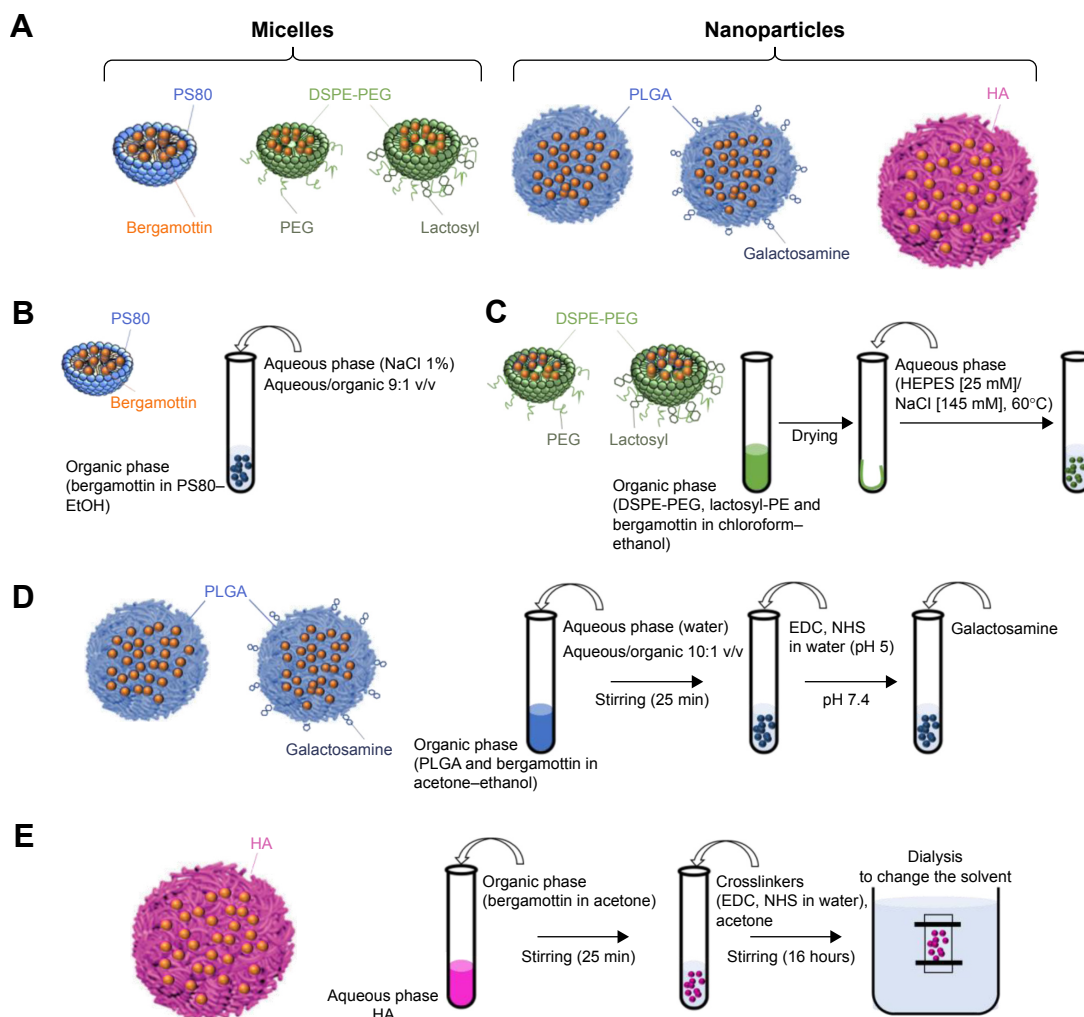 A
Micelles
Nanoparticles
PS80
DSPE-PEG
PLGA
HA
Bergamottin
PEG
Lactosyl
Galactosamine
B
PS80
Bergamottin
Aqueous phase (NaCl 1%)
Aqueous/organic 9:1 v/v
Organic phase
(bergamottin in PS80–
EtOH)
C
DSPE-PEG
PEG
Lactosyl
Organic phase
(DSPE-PEG, lactosyl-PE and
bergamottin in chloroform–
ethanol)
Drying
Aqueous phase
(HEPES [25 mM]/
NaCl [145 mM], 60°C)
D
PLGA
Galactosamine
Organic phase
(PLGA and bergamottin in
acetone–ethanol)
Aqueous phase (water)
Aqueous/organic 10:1 v/v
Stirring (25 min)
EDC, NHS
in water (pH 5)
pH 7.4
Galactosamine
E
HA
Aqueous phase
HA
Organic phase
(bergamottin in acetone)
Stirring (25 min)
Crosslinkers
(EDC, NHS in water),
acetone
Stirring (16 hours)
Dialysis
to change the solvent